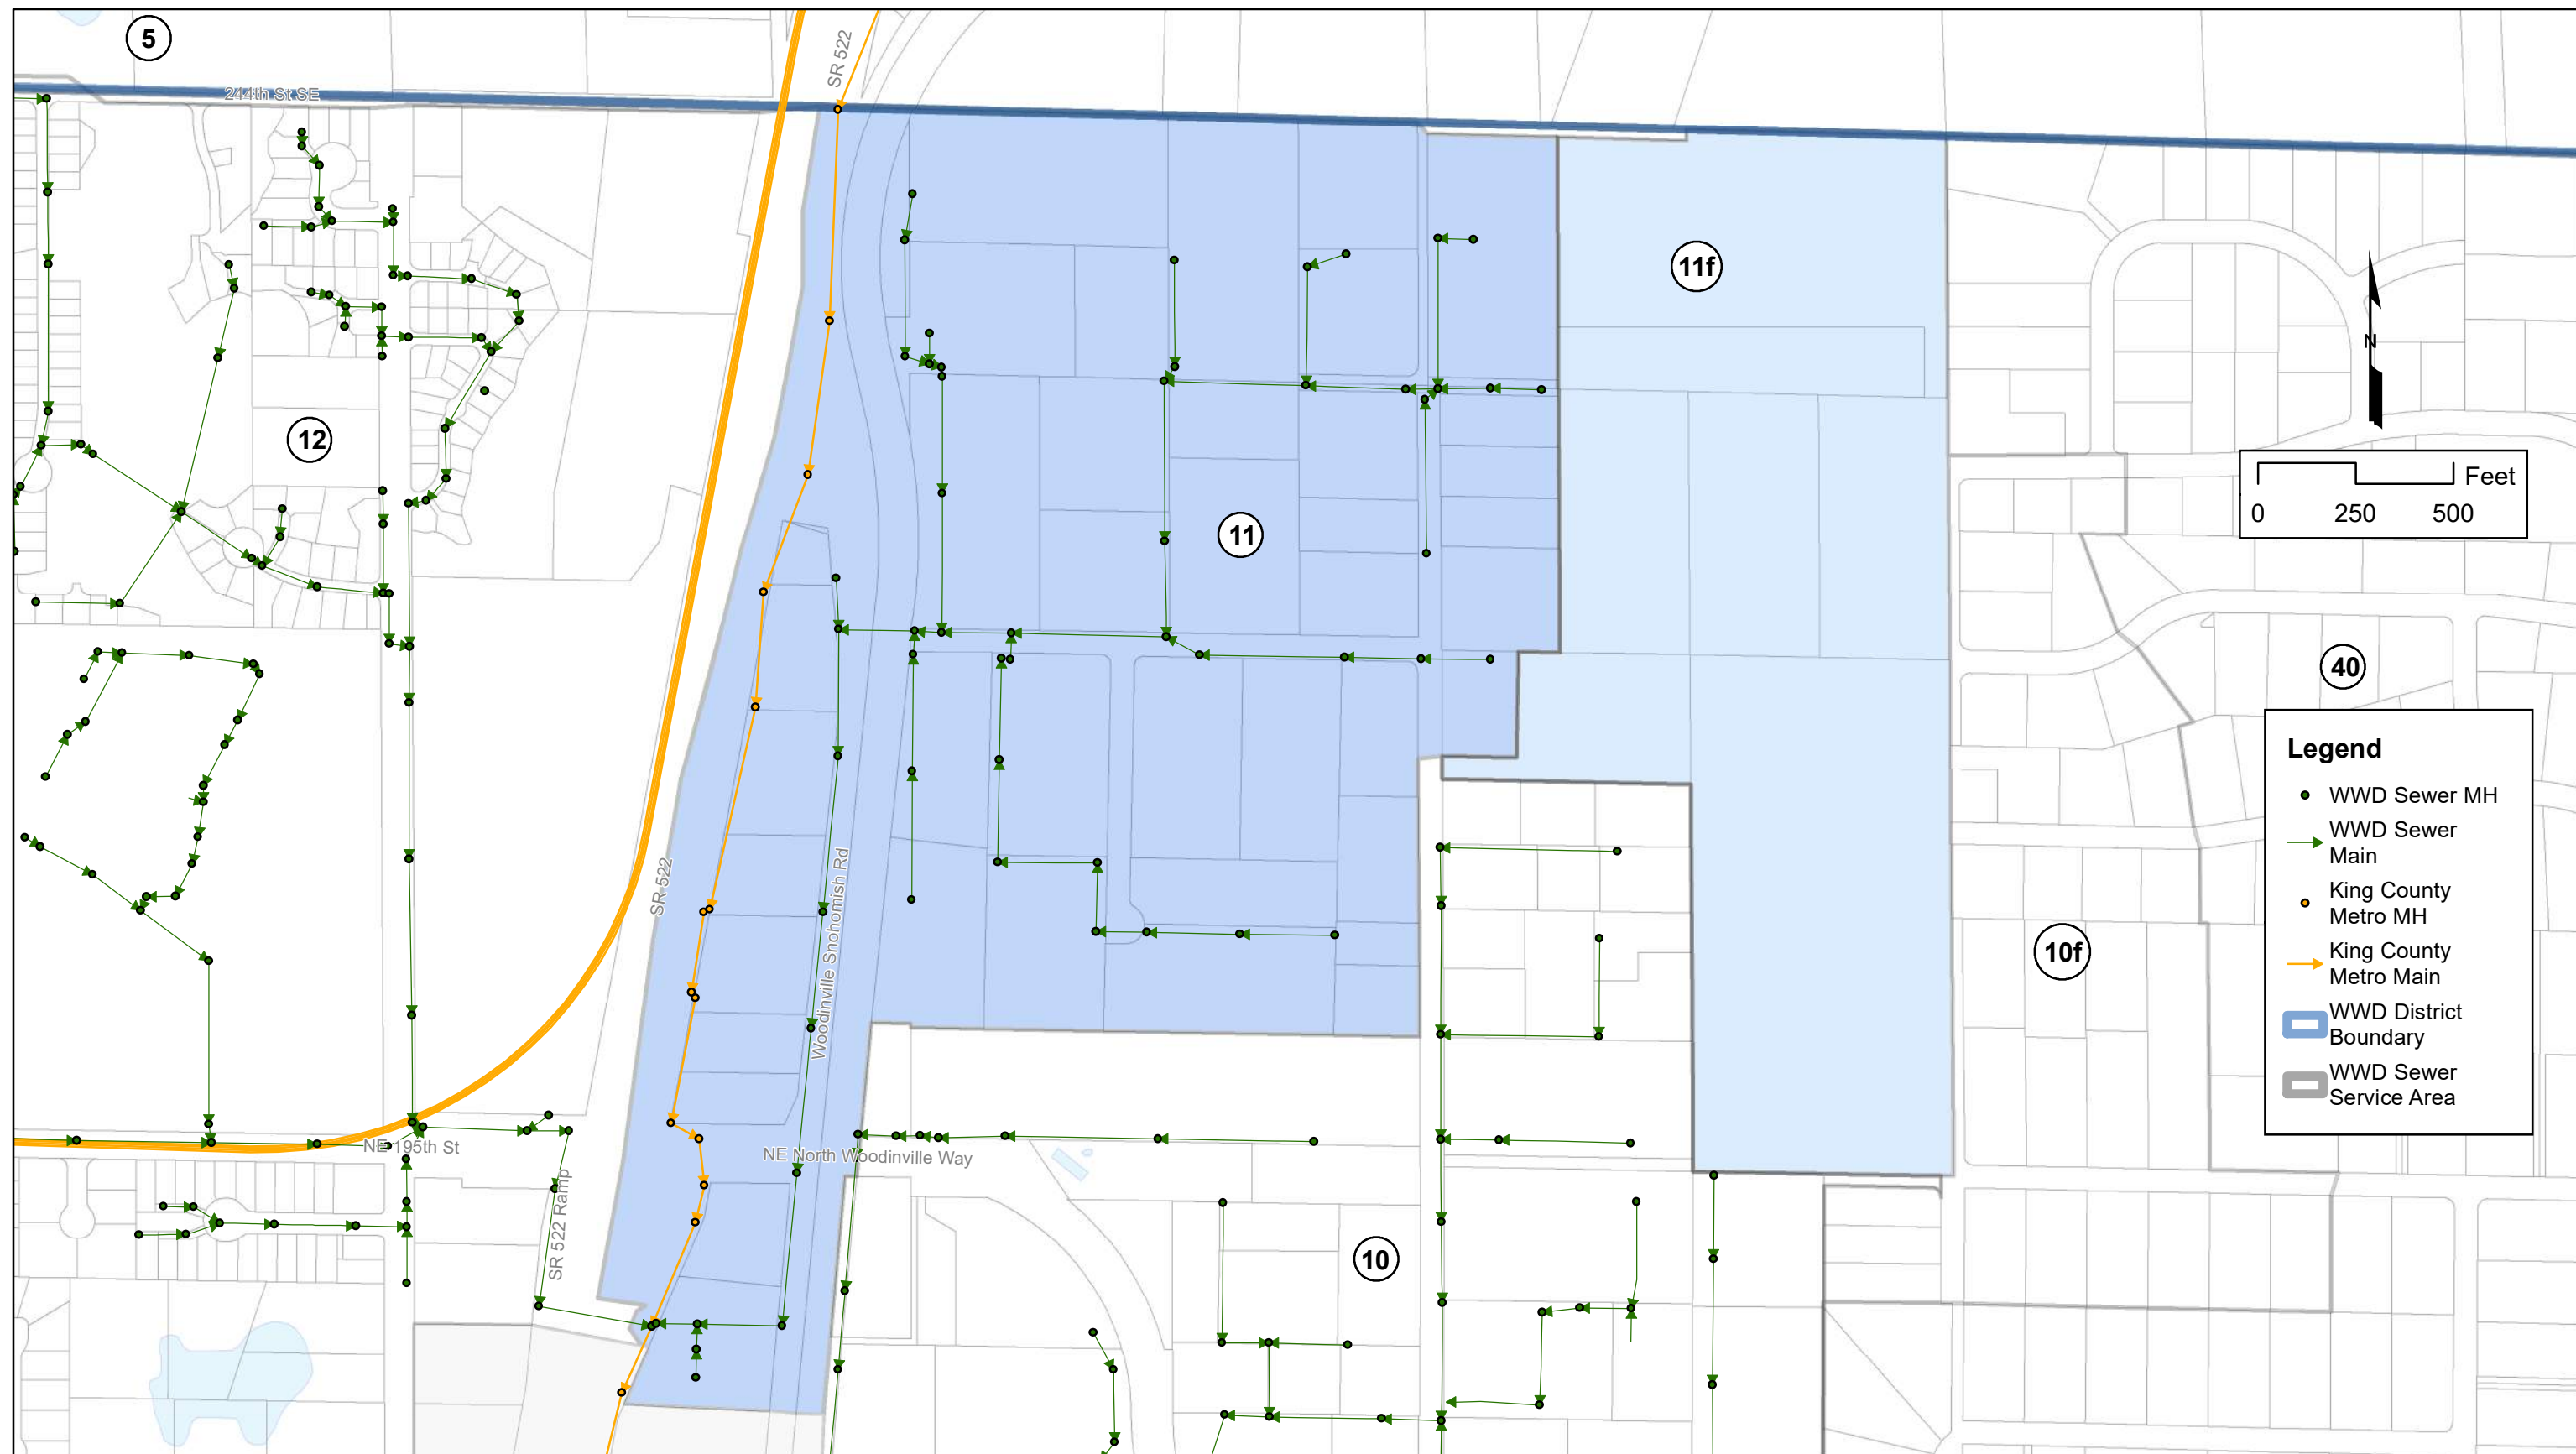 5
SR 522
244th St SE
11f
N
12
Feet
0 250 500
11
40
Legend
WWD Sewer MH
WWD Sewer
Main
King County
Metro MH
King County
Metro Main
WWD District
Boundary
WWD Sewer
Service Area
SR 522
Woodinville Snohomish Rd
10f
NE 195th St
NE North Woodinville Way
SR 522 Ramp
10